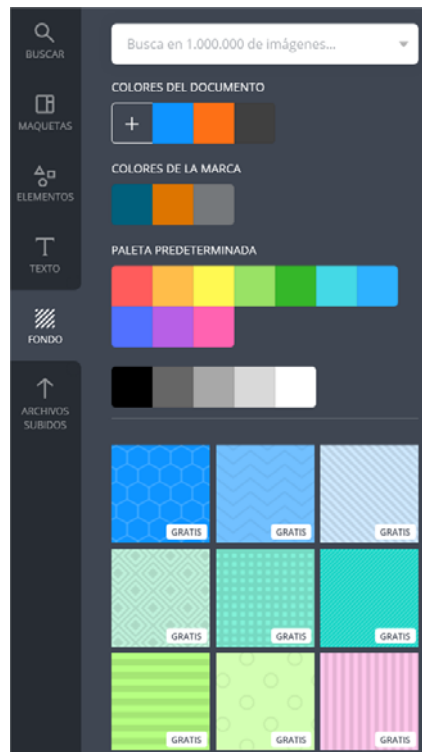 BUSCAR
MAQUETAS
ELEMENTOS
TEXTO
FONDO
ARCHIVOS
SUBIDOS
Busca en 1.000.000 de imágenes...
COLORES DEL DOCUMENTO
COLORES DE LA MARCA
PALETA PREDETERMINADA
GRATIS
GRATIS
GRATIS
GRATIS
GRATIS
GRATIS
GRATIS
GRATIS
GRATIS